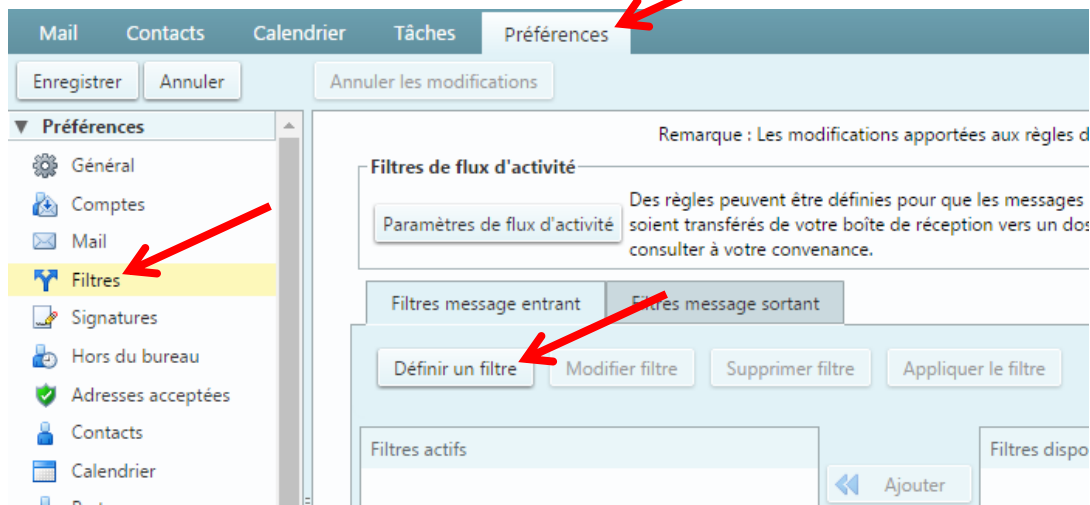 Mail Contacts Calendrier Tâches Préférences
Enregistrer Annuler Annuler les modifications
Préférences
Général
Comptes
Mail
Filtres
Signatures
Hors du bureau
Adresses acceptées
Contacts
Calendrier
Remarque : Les modifications apportées aux règles d
Filtres de flux d'activité
Paramètres de flux d'activité
Des règles peuvent être définies pour que les messages
soient transférés de votre boîte de réception vers un dos
consulter à votre convenance.
Filtres message entrant Filtres message sortant
Définir un filtre Modifier filtre Supprimer filtre Appliquer le filtre
Filtres actifs
Ajouter
Filtres dispo